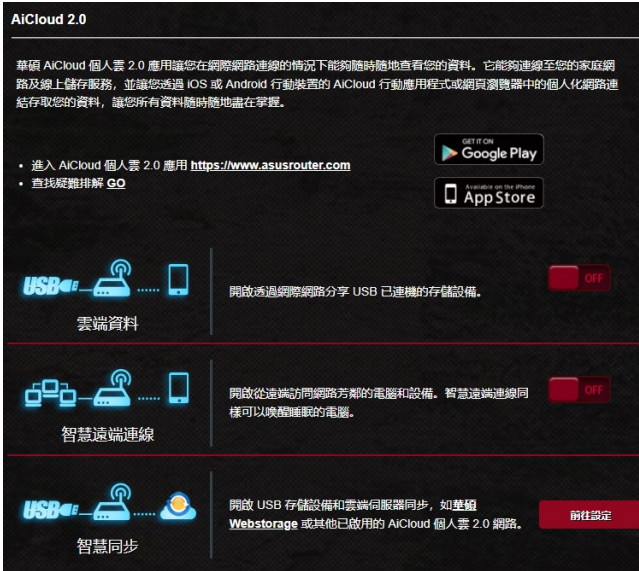 AiCloud 2.0
華碩 AiCloud 個人雲 2.0 應用讓您在網際網路連線的情況下能夠隨時隨地查看您的資料。它能夠連線至您的家庭網
路及線上儲存服務，並讓您透過 iOS 或 Android 行動裝置的 AiCloud 行動應用程式或網頁瀏覽器中的個人化網路連
結存取您的資料，讓您所有資料隨時隨地盡在掌握。
GET IT ON
Google Play
• 進入 AiCloud 個人雲 2.0 應用 https://www.asusrouter.com
• 查找疑難排解 GO
Available on the iPhone
App Store
USB
開啟透過網際網路分享 USB 已連機的存儲設備。
OFF
雲端資料
開啟從遠端訪問網路芳鄰的電腦和設備。智慧遠端連線同
樣可以喚醒睡眠的電腦。
OFF
智慧遠端連線
USB
開啟 USB 存儲設備和雲端伺服器同步，如華碩
Webstorage 或其他已啟用的 AiCloud 個人雲 2.0 網路。
前往設定
智慧同步